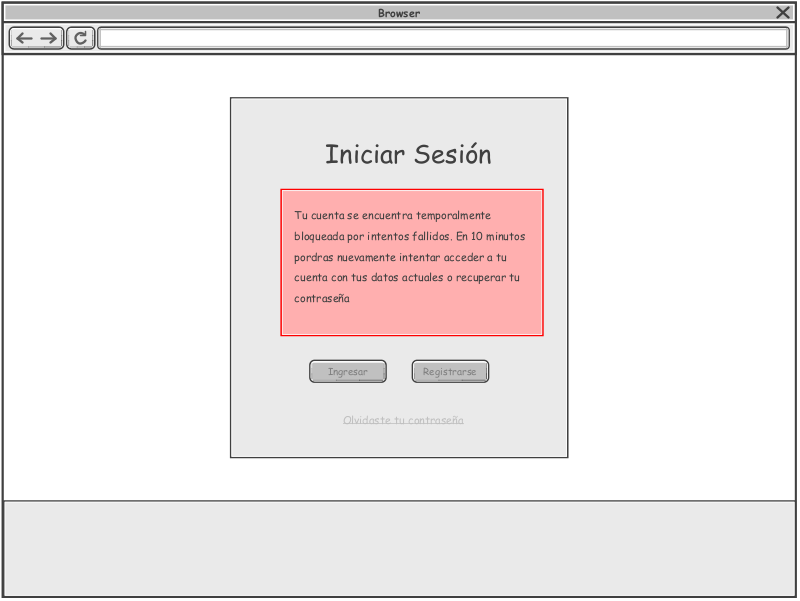 Browser
Iniciar Sesión
Tu cuenta se encuentra temporalmente
bloqueada por intentos fallidos. En 10 minutos
pordras nuevamente intentar acceder a tu
cuenta con tus datos actuales o recuperar tu
contraseña
Ingresar Registrarse
Olvidaste tu contraseña